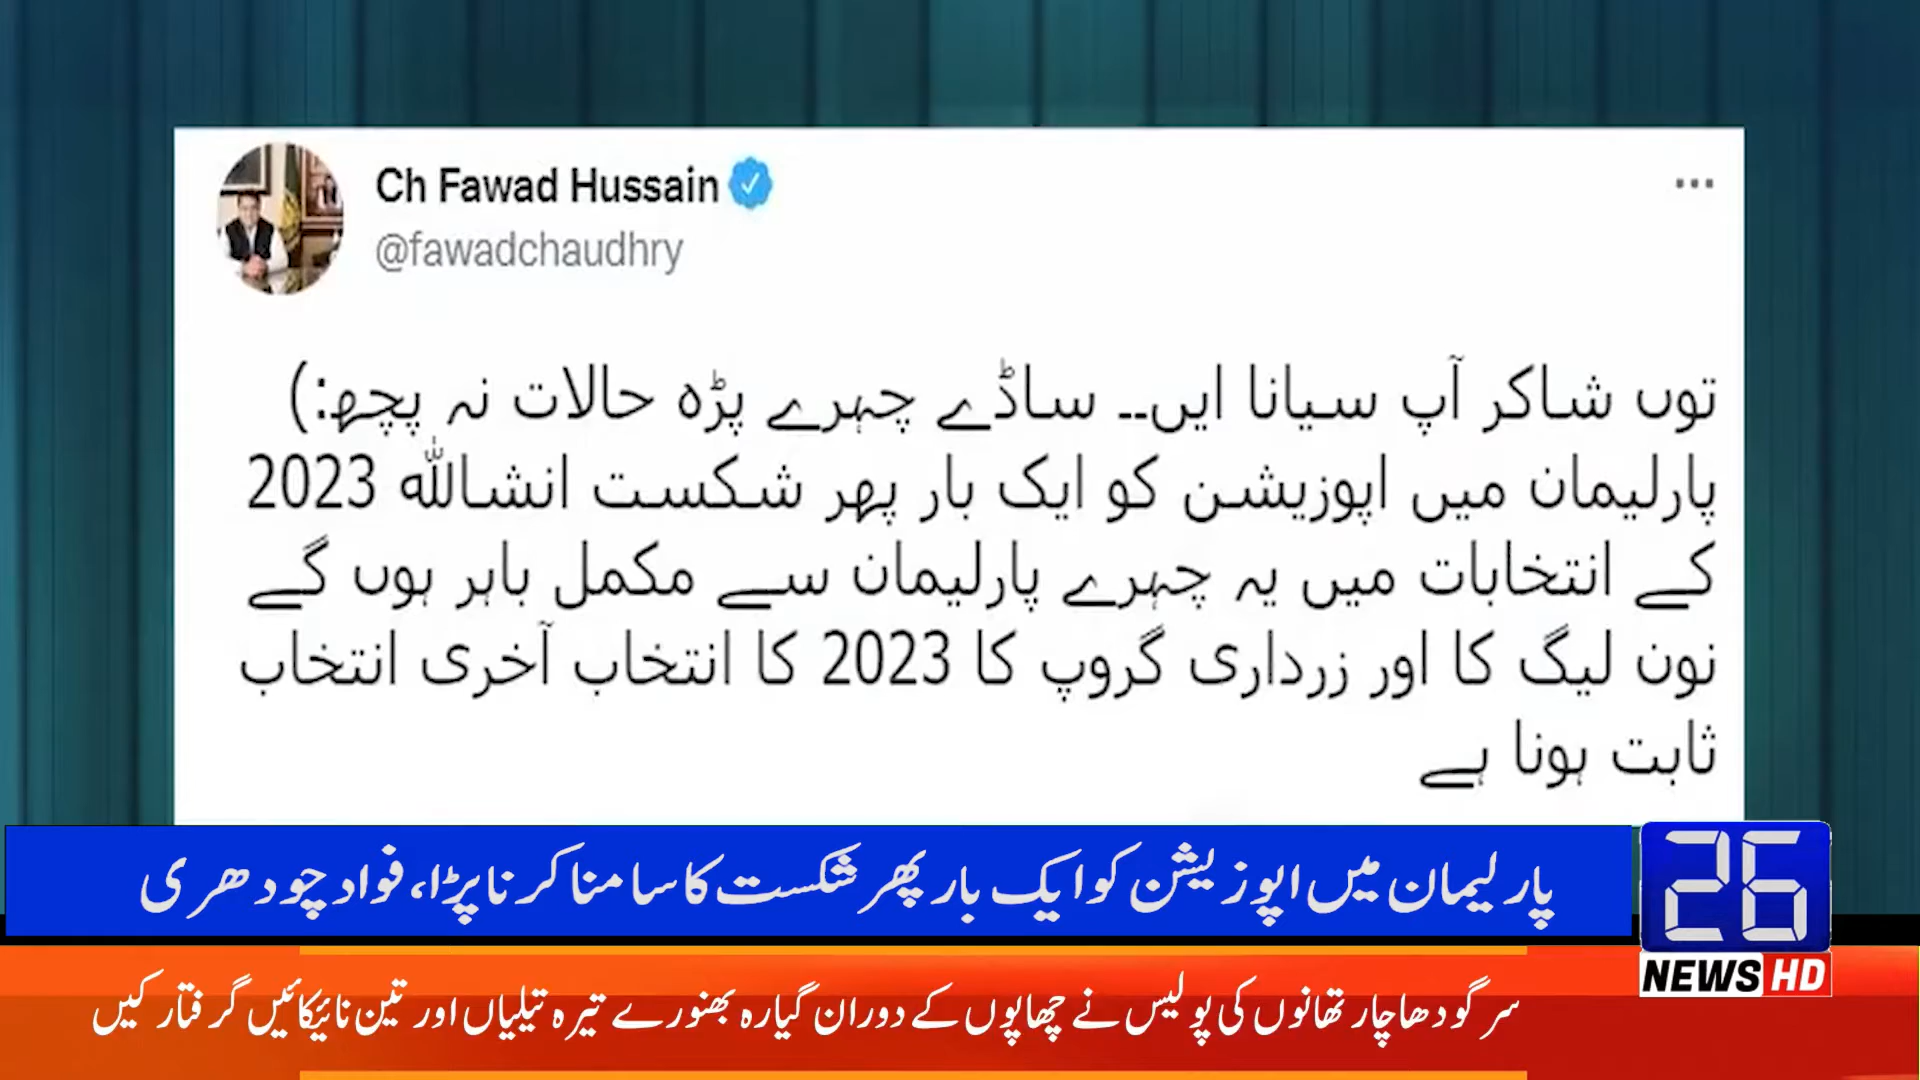 Ch Fawad Hussain
@fawadchaudhry
توں شاکر آپ سیانا ایں۔۔ ساڈے چہرے پڑہ حالات نہ پچھ:)
پارلیمان میں اپوزیشن کو ایک بار پھر شکست انشاللّٰہ 2023
کے انتخابات میں یہ چہرے پارلیمان سے مکمل باہر ہوں گے
نون لیگ کا اور زرداری گروپ کا 2023 کا انتخاب آخری انتخاب
ثابت ہونا ہے
پارلیمان میں اپوزیشن کو ایک بار پھر شکست کا سامنا کرنا پڑا، فواد چودھری
26
NEWS HD
سرگودھا چار تھانوں کی پولیس نے چھاپوں کے دوران گیارہ بھنورے تیرہ تیلیاں اور تین نائیکائیں گرفتار کیں